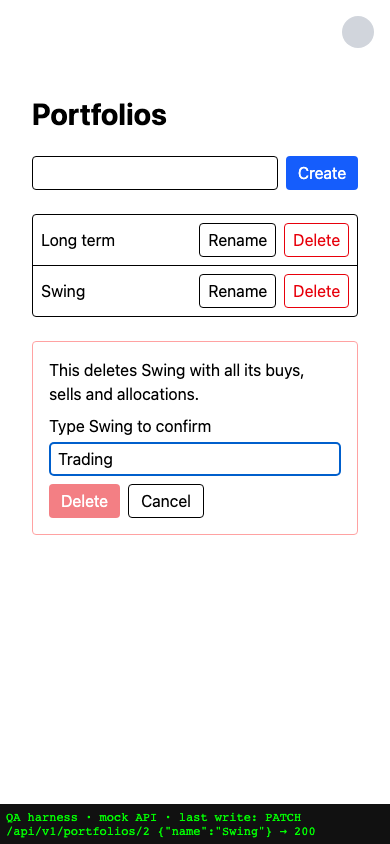 Portfolios
Create
Long term Rename Delete
Swing Rename Delete
This deletes Swing with all its buys,
sells and allocations.
Type Swing to confirm
Trading
Delete Cancel
QA harness · mock API · last write: PATCH
/api/v1/portfolios/2 {"name":"Swing"} → 200